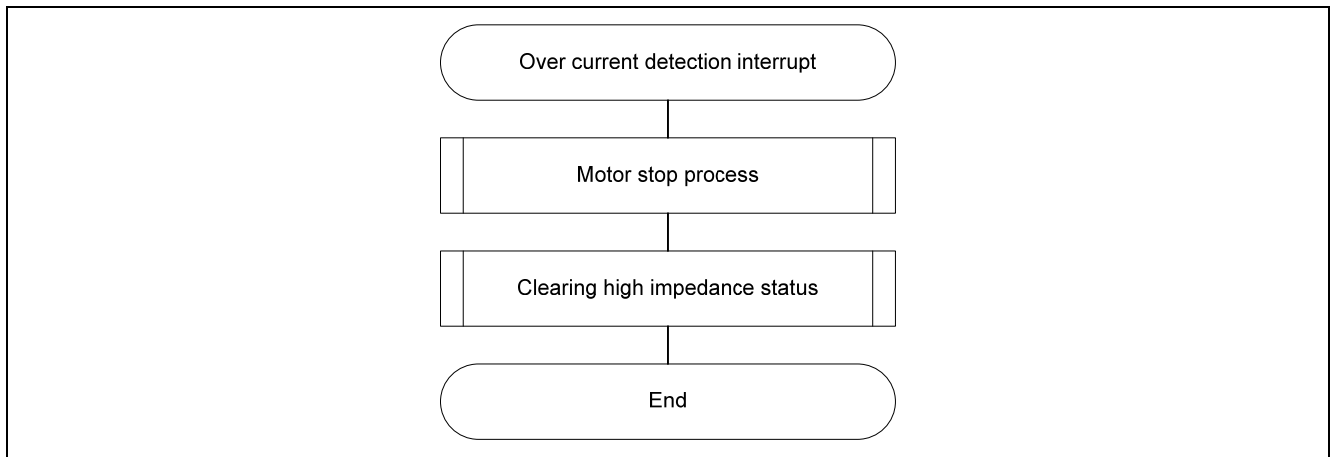 Over current detection interrupt
Motor stop process
Clearing high impedance status
End